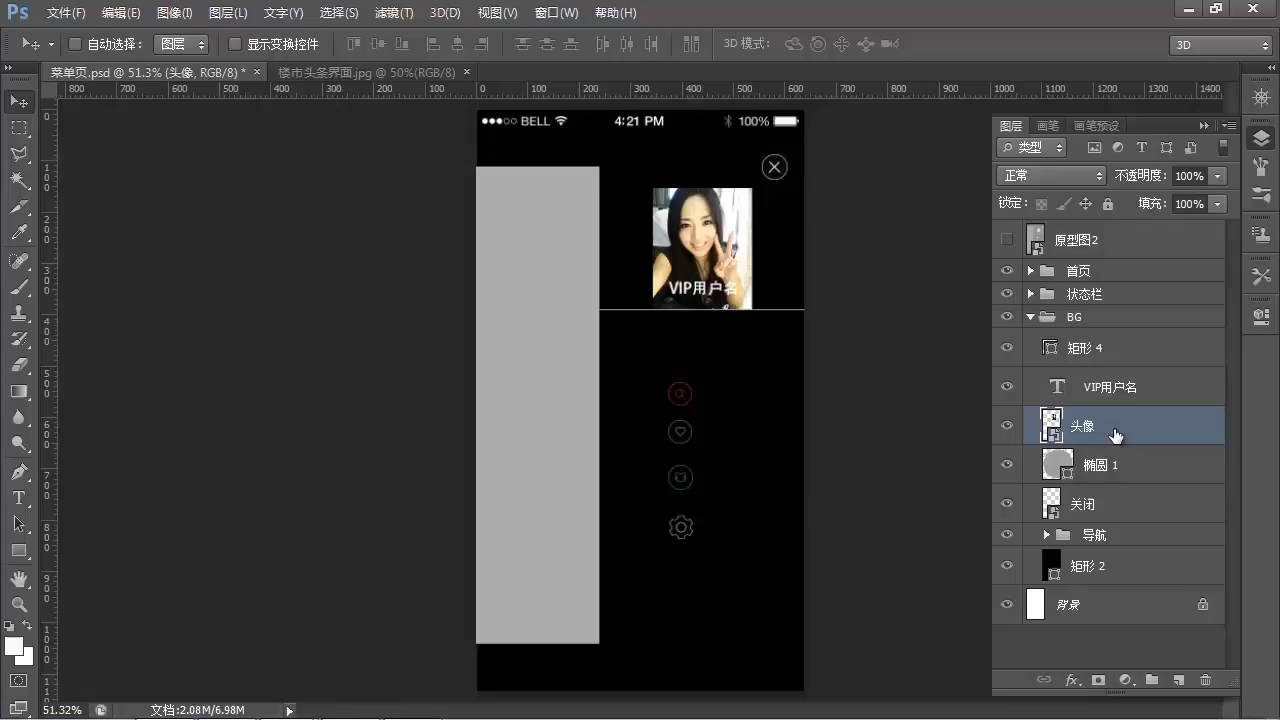 Ps 文件(F) 编辑(E) 图像(I) 图层(L) 文字(Y) 选择(S) 滤镜(T) 3D(D) 视图(V) 窗口(W) 帮助(H)
自动选择： 图层 显示变换控件 3D 模式： 3D
菜单页.psd @ 51.3% (头像, RGB/8) * × 楼市头条界面.jpg @ 50%(RGB/8) ×
800 700 600 500 400 300 200 100 0 100 200 300 400 500 600 1000 1100 1200 1300 1400
BELL 4:21 PM 100%
图层 画笔 画笔预设
类型
正常 不透明度： 100%
锁定： 填充： 100%
原型图2
首页
状态栏
BG
矩形 4
VIP用户名
头像
椭圆 1
关闭
导航
矩形 2
背景
VIP用户名
0
100
200
300
400
500
600
700
800
900
1000
51.32% 文档:2.08M/6.98M